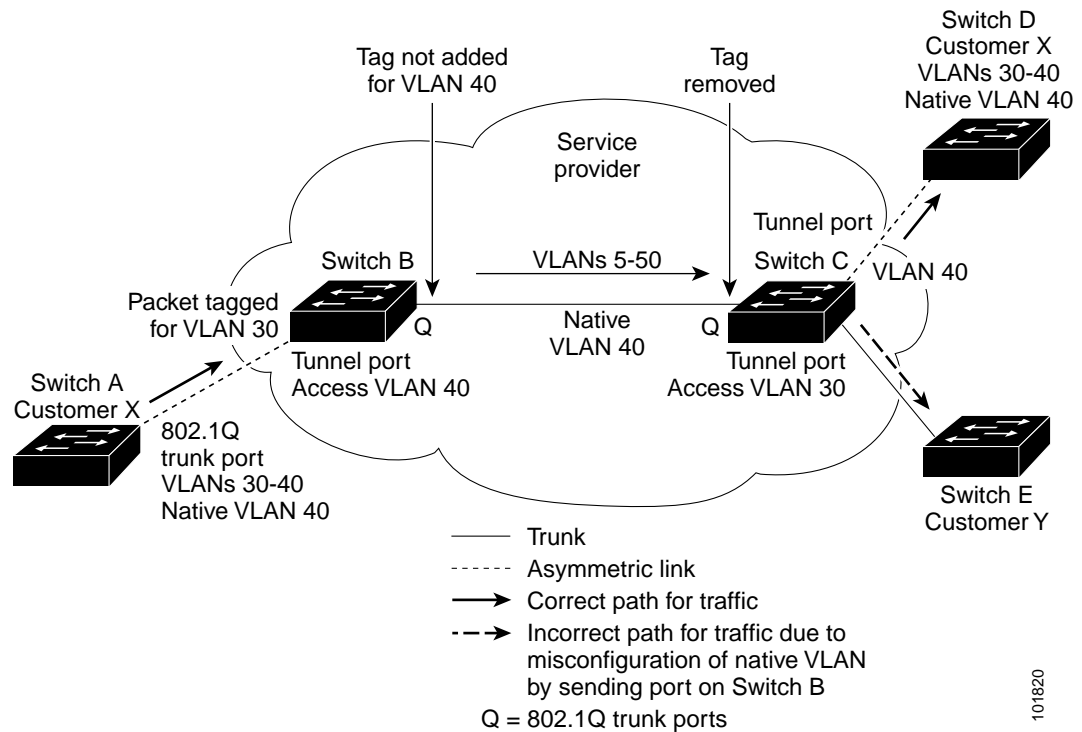 Switch D
Customer X
VLANs 30-40
Native VLAN 40
Tag not added
for VLAN 40
Tag
removed
Service
provider
Tunnel port
Switch B
VLANs 5-50
Switch C
VLAN 40
Packet tagged
for VLAN 30
Q
Native
VLAN 40
Q
Tunnel port
Access VLAN 40
Tunnel port
Access VLAN 30
Switch A
Customer X
802.1Q
trunk port
VLANs 30-40
Native VLAN 40
Switch E
Customer Y
Trunk
Asymmetric link
Correct path for traffic
Incorrect path for traffic due to
misconfiguration of native VLAN
by sending port on Switch B
Q = 802.1Q trunk ports
101820